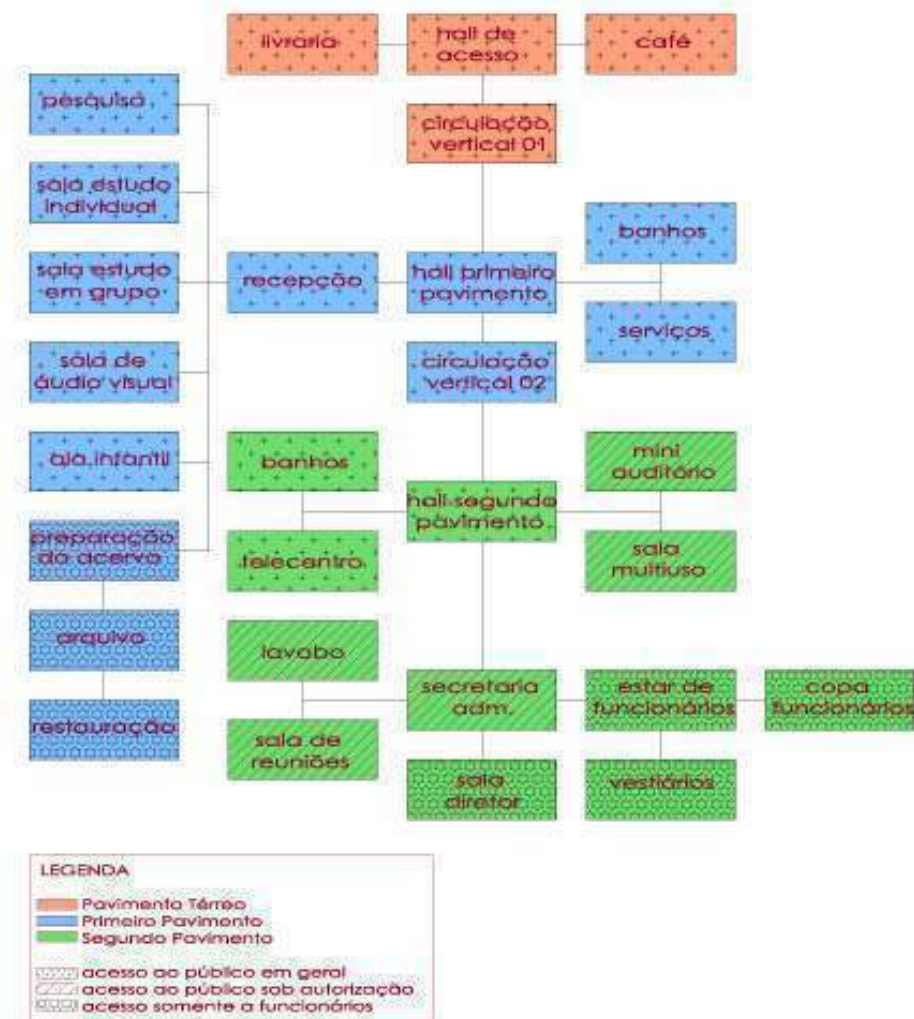 livraria
hall de
acesso
café
pesquisa
circulação
vertical 01
sala estudo
individual
banhos
sala estudo
em grupo
recepção
hall primeiro
pavimento
serviços
sala de
áudio visual
circulação
vertical 02
ala infantil
banhos
mini
auditório
hall segundo
pavimento
preparação
do acervo
telecentro
sala
multiuso
arquivo
lavabo
secretaria
adm.
estar de
funcionários
copa
funcionários
restauração
sala de
reuniões
sala
diretor
vestiários
LEGENDA
Pavimento Térreo
Primeiro Pavimento
Segundo Pavimento
acesso ao público em geral
acesso ao público sob autorização
acesso somente a funcionários